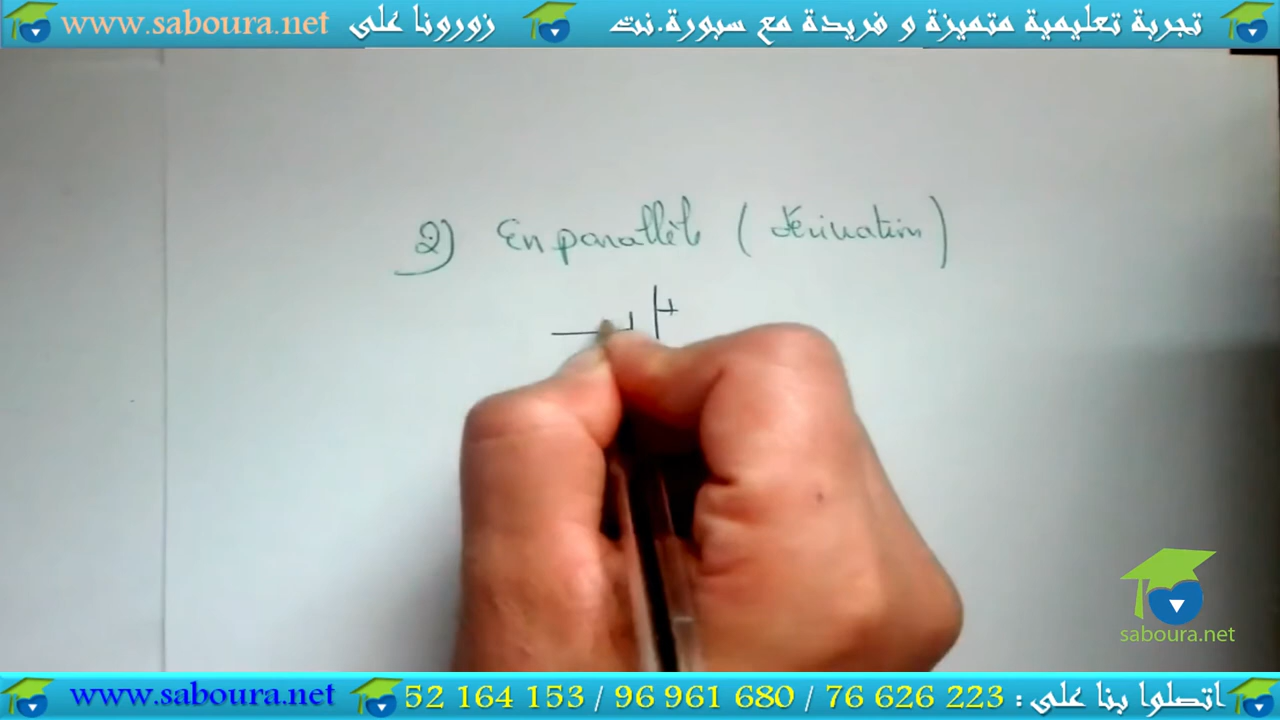 تجربة تعليمية متميزة و فريدة مع سبورة.نت زورونا على www.saboura.net
2) En parallèle (dérivation)
saboura.net
www.saboura.net 52 164 153 / 96 961 680 / 76 626 223 : اتصلوا بنا على